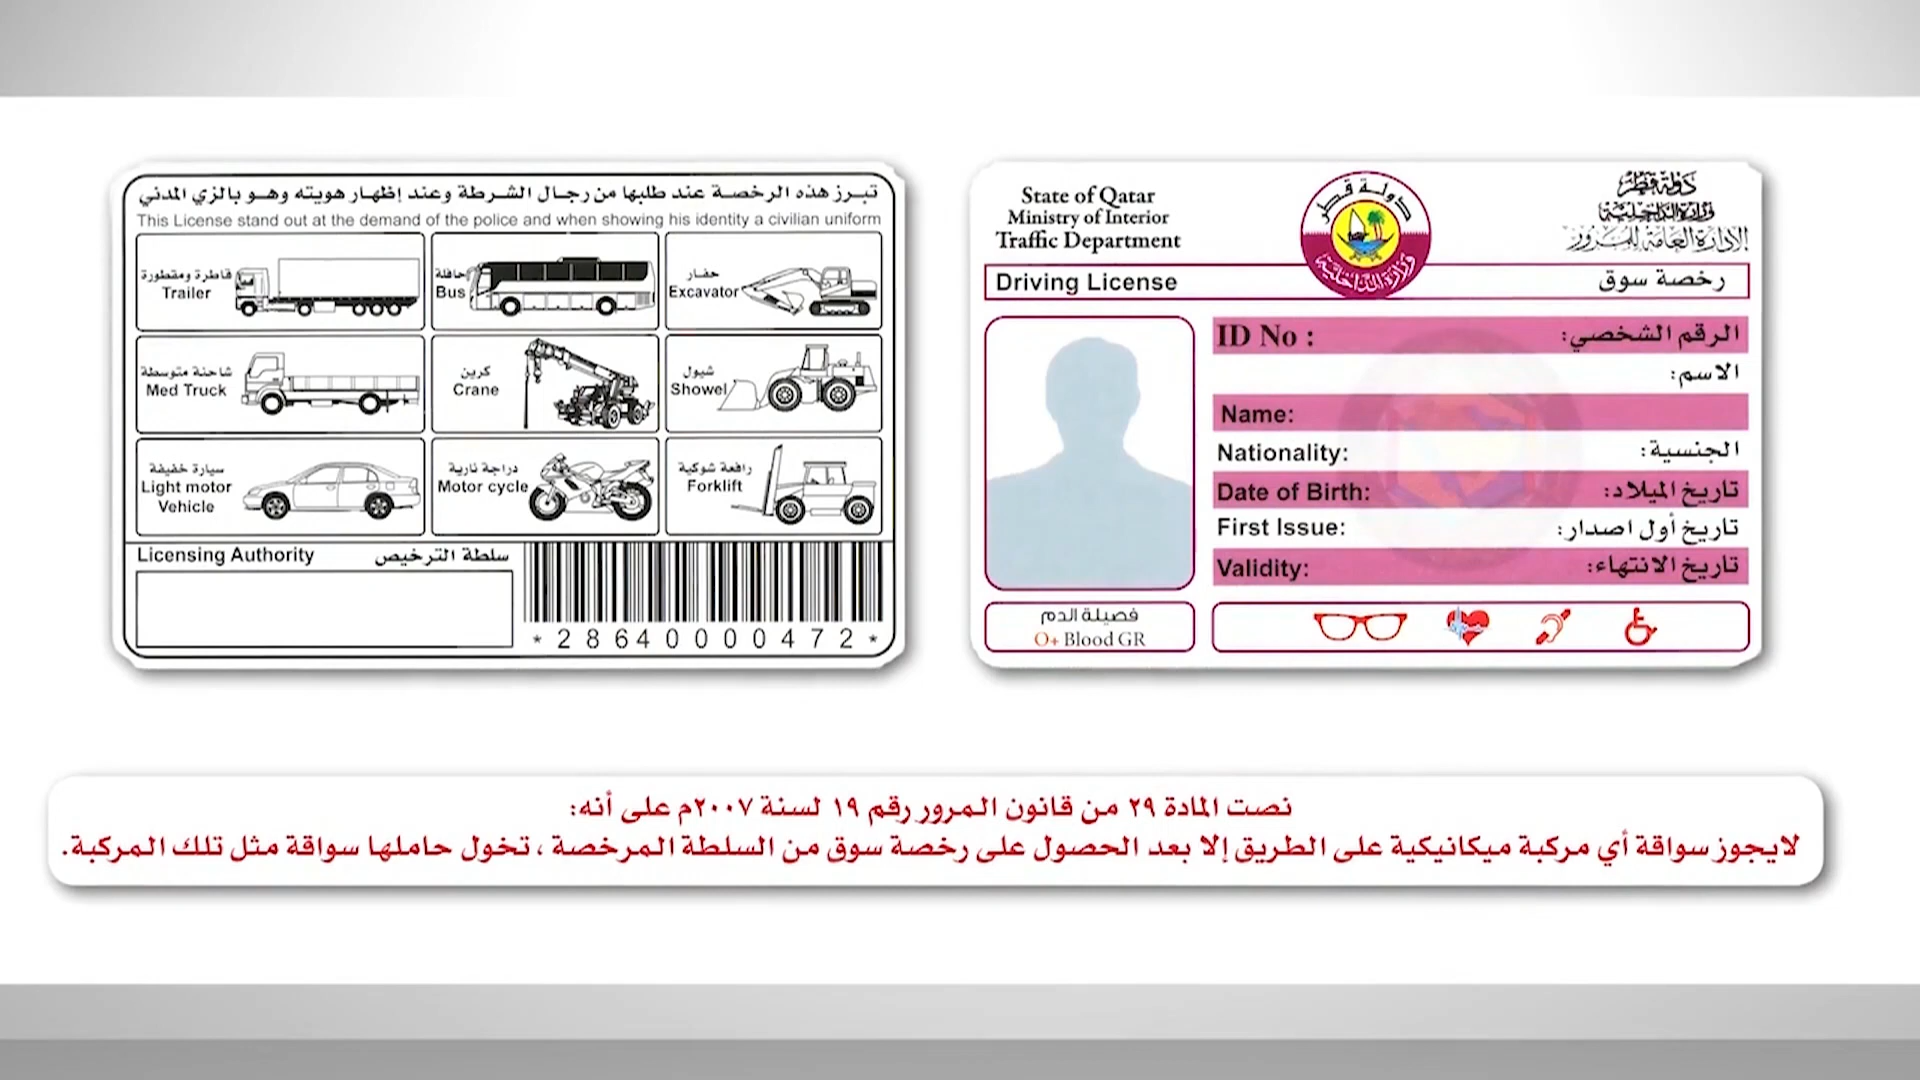 تبرز هذه الرخصة عند طلبها من رجال الشرطة وعند إظهار هويته وهو بالزي المدني
This License stand out at the demand of the police and when showing his identity a civilian uniform
قاطرة ومقطورة
Trailer
حافلة
Bus
حفار
Excavator
شاحنة متوسطة
Med Truck
كرين
Crane
شيول
Showel
سيارة خفيفة
Light motor
Vehicle
دراجة نارية
Motor cycle
رافعة شوكية
Forklift
Licensing Authority سلطة الترخيص
* 2 8 6 4 0 0 0 0 4 7 2 *
State of Qatar
Ministry of Interior
Traffic Department
دولة قطر
وزارة الداخلية
دولة قطر
وزارة الداخلية
الإدارة العامة للمرور
Driving License رخصة سوق
ID No : الرقم الشخصي:
الاسم:
Name:
Nationality: الجنسية:
Date of Birth: تاريخ الميلاد:
First Issue: تاريخ أول اصدار:
Validity: تاريخ الانتهاء:
فصيلة الدم
O+ Blood GR
نصت المادة ٢٩ من قانون المرور رقم ١٩ لسنة ٢٠٠٧م على أنه:
لايجوز سواقة أي مركبة ميكانيكية على الطريق إلا بعد الحصول على رخصة سوق من السلطة المرخصة ، تخول حاملها سواقة مثل تلك المركبة.